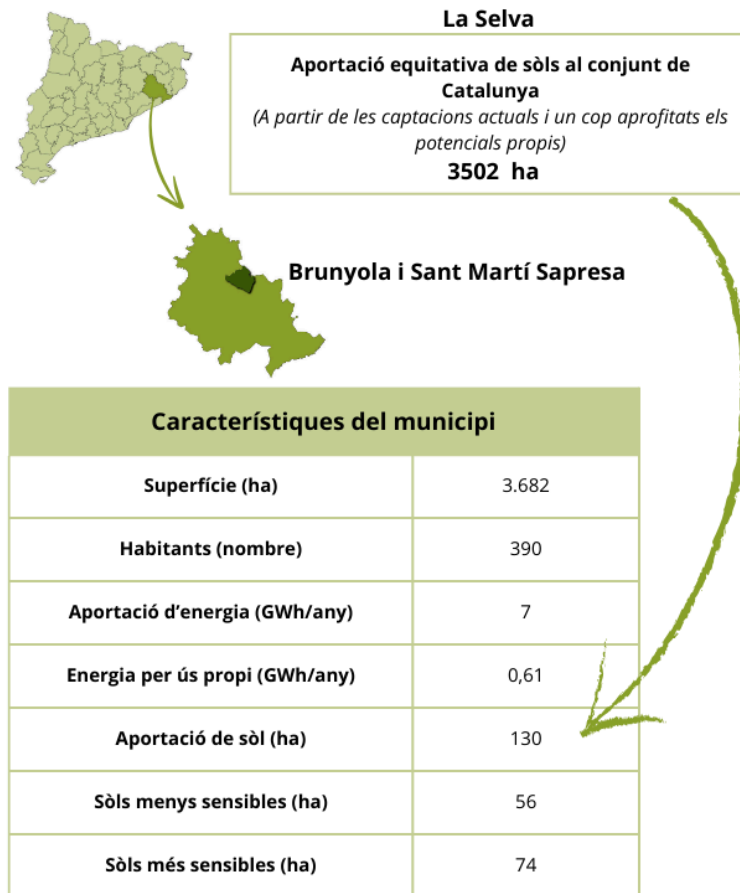 La Selva
Aportació equitativa de sòls al conjunt de
Catalunya
(A partir de les captacions actuals i un cop aprofitats els
potencials propis)
3502 ha
Brunyola i Sant Martí Sapresa
Característiques del municipi
Superfície (ha) 3.682
Habitants (nombre) 390
Aportació d'energia (GWh/any) 7
Energia per ús propi (GWh/any) 0,61
Aportació de sòl (ha) 130
Sòls menys sensibles (ha) 56
Sòls més sensibles (ha) 74